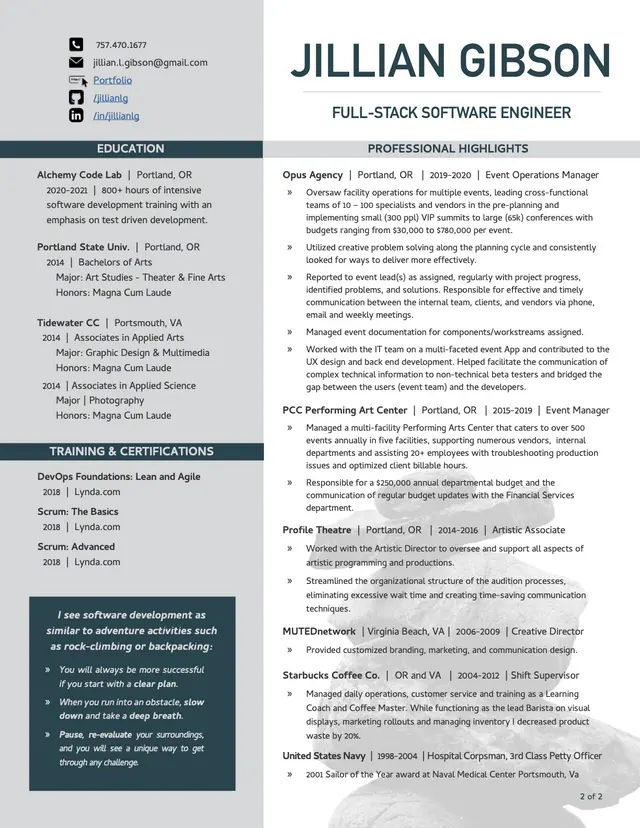 757.470.1677
jillian.l.gibson@gmail.com
Portfolio
/jillianlg
/in/jillianlg
JILLIAN GIBSON
FULL-STACK SOFTWARE ENGINEER
EDUCATION
Alchemy Code Lab | Portland, OR
2020-2021 | 800+ hours of intensive
software development training with an
emphasis on test driven development.
Portland State Univ. | Portland, OR
2014 | Bachelors of Arts
Major: Art Studies - Theater & Fine Arts
Honors: Magna Cum Laude
Tidewater CC | Portsmouth, VA
2014 | Associates in Applied Arts
Major: Graphic Design & Multimedia
Honors: Magna Cum Laude
2014 | Associates in Applied Science
Major | Photography
Honors: Magna Cum Laude
TRAINING & CERTIFICATIONS
DevOps Foundations: Lean and Agile
2018 | Lynda.com
Scrum: The Basics
2018 | Lynda.com
Scrum: Advanced
2018 | Lynda.com
I see software development as
similar to adventure activities such
as rock-climbing or backpacking:
» You will always be more successful
if you start with a clear plan.
» When you run into an obstacle, slow
down and take a deep breath.
» Pause, re-evaluate your surroundings,
and you will see a unique way to get
through any challenge.
PROFESSIONAL HIGHLIGHTS
Opus Agency | Portland, OR | 2019-2020 | Event Operations Manager
» Oversaw facility operations for multiple events, leading cross-functional
teams of 10 – 100 specialists and vendors in the pre-planning and
implementing small (300 ppl) VIP summits to large (65k) conferences with
budgets ranging from $30,000 to $780,000 per event.
» Utilized creative problem solving along the planning cycle and consistently
looked for ways to deliver more effectively.
» Reported to event lead(s) as assigned, regularly with project progress,
identified problems, and solutions. Responsible for effective and timely
communication between the internal team, clients, and vendors via phone,
email and weekly meetings.
» Managed event documentation for components/workstreams assigned.
» Worked with the IT team on a multi-faceted event App and contributed to the
UX design and back end development. Helped facilitate the communication of
complex technical information to non-technical beta testers and bridged the
gap between the users (event team) and the developers.
PCC Performing Art Center | Portland, OR | 2015-2019 | Event Manager
» Managed a multi-facility Performing Arts Center that caters to over 500
events annually in five facilities, supporting numerous vendors, internal
departments and assisting 20+ employees with troubleshooting production
issues and optimized client billable hours.
» Responsible for a $250,000 annual departmental budget and the
communication of regular budget updates with the Financial Services
department.
Profile Theatre | Portland, OR | 2014-2016 | Artistic Associate
» Worked with the Artistic Director to oversee and support all aspects of
artistic programming and productions.
» Streamlined the organizational structure of the audition processes,
eliminating excessive wait time and creating time-saving communication
techniques.
MUTEDnetwork | Virginia Beach, VA | 2006-2009 | Creative Director
» Provided customized branding, marketing, and communication design.
Starbucks Coffee Co. | OR and VA | 2004-2012 | Shift Supervisor
» Managed daily operations, customer service and training as a Learning
Coach and Coffee Master. While functioning as the lead Barista on visual
displays, marketing rollouts and managing inventory I decreased product
waste by 20%.
United States Navy | 1998-2004 | Hospital Corpsman, 3rd Class Petty Officer
» 2001 Sailor of the Year award at Naval Medical Center Portsmouth, Va
2 of 2